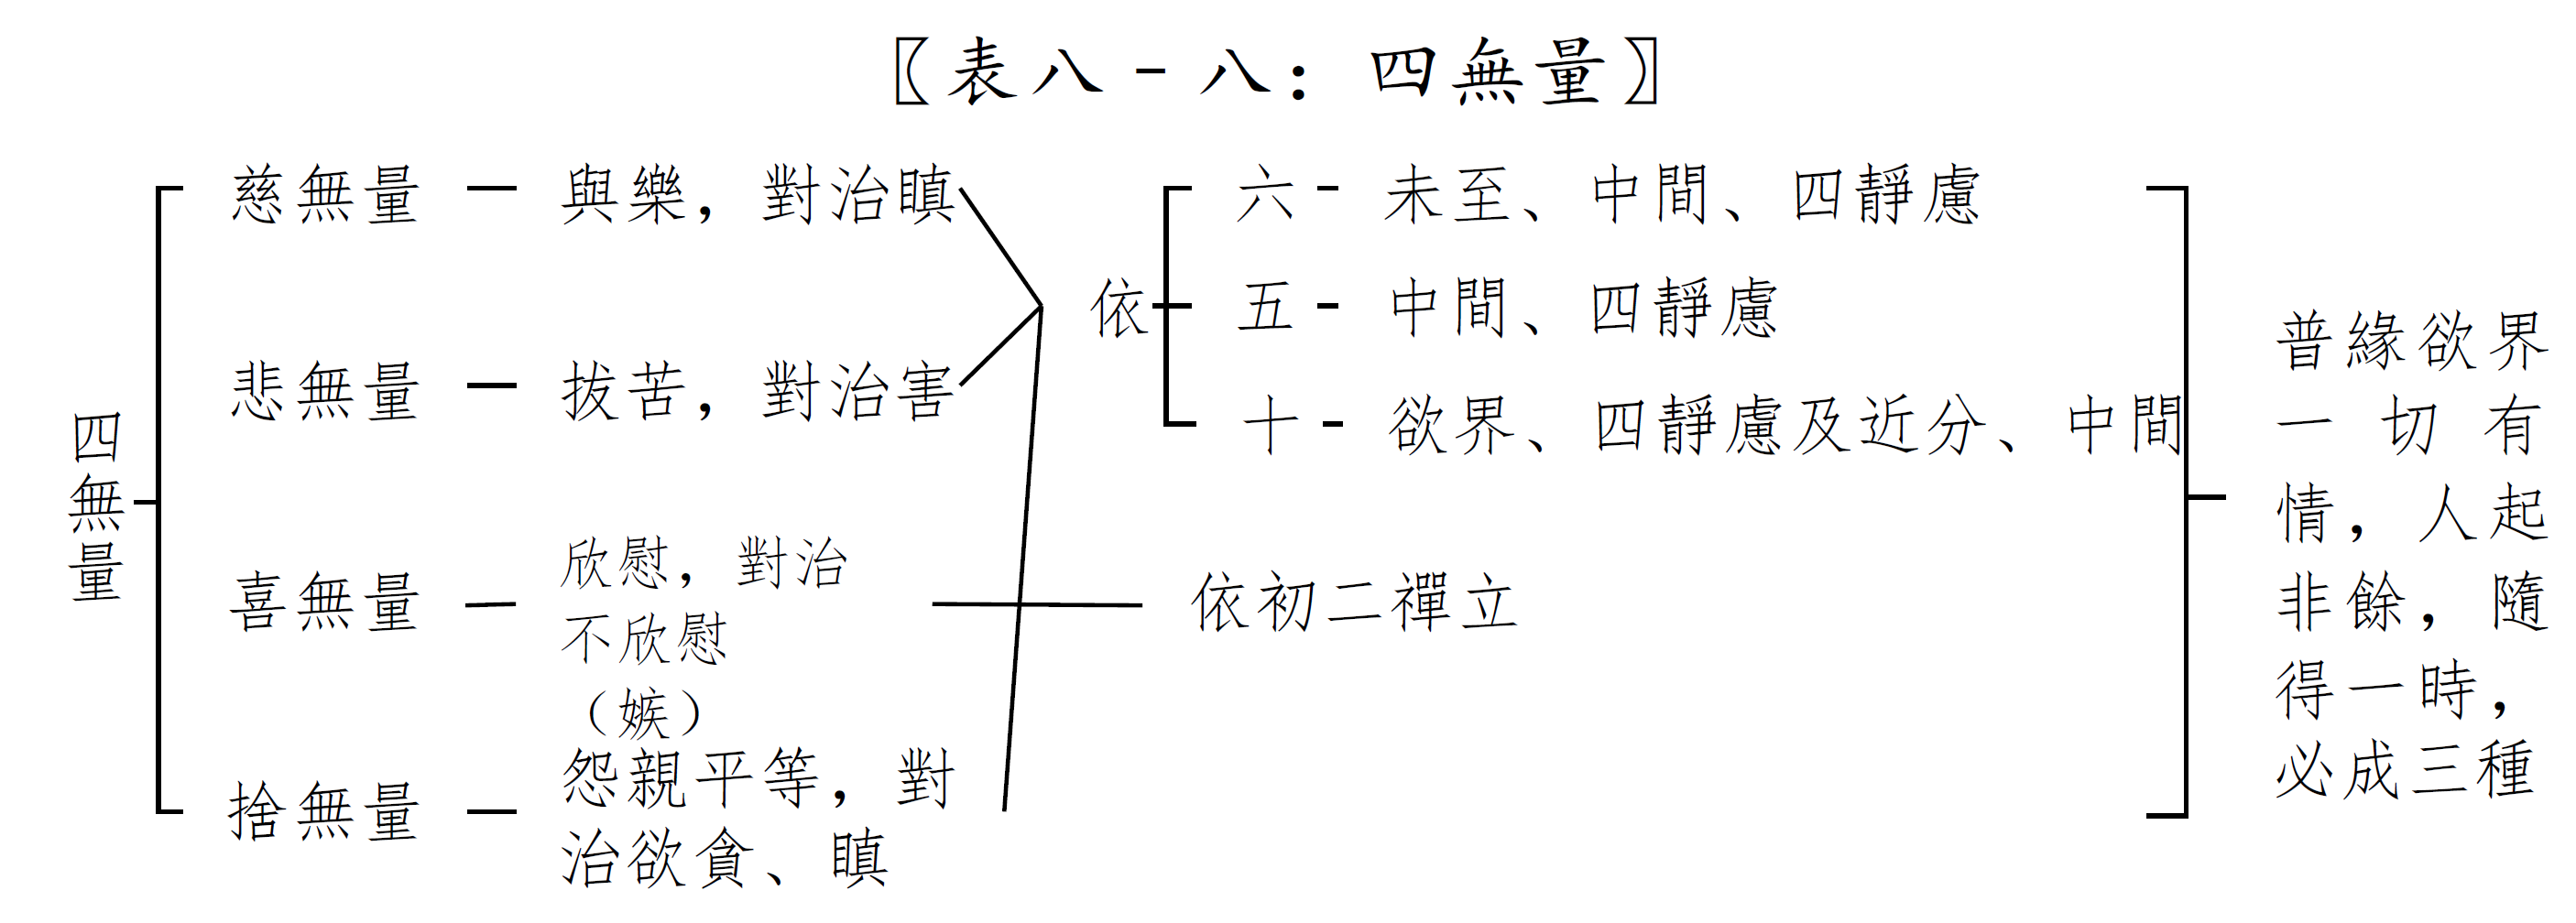 〖表八–八：四無量〗
四無量
慈無量
與樂，對治瞋
悲無量
拔苦，對治害
喜無量
欣慰，對治
不欣慰
（嫉）
捨無量
怨親平等，對
治欲貪、瞋
依
六
未至、中間、四靜慮
五
中間、四靜慮
十
欲界、四靜慮及近分、中間
依初二禪立
普緣欲界
一切有
情，人起
非餘，隨
得一時，
必成三種